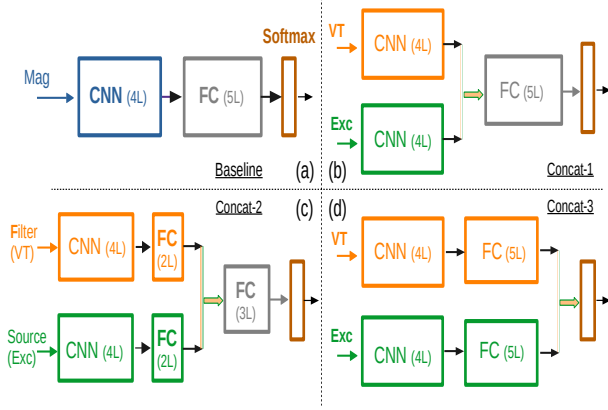 Softmax
Mag
CNN (4L)
FC (5L)
Baseline
(a)
VT
CNN (4L)
FC (5L)
Exc
CNN (4L)
(b)
Concat-1
Concat-2
(c)
Filter
(VT)
CNN (4L)
FC
(2L)
FC
(3L)
Source
(Exc)
CNN (4L)
FC
(2L)
(d)
Concat-3
VT
CNN (4L)
FC (5L)
Exc
CNN (4L)
FC (5L)